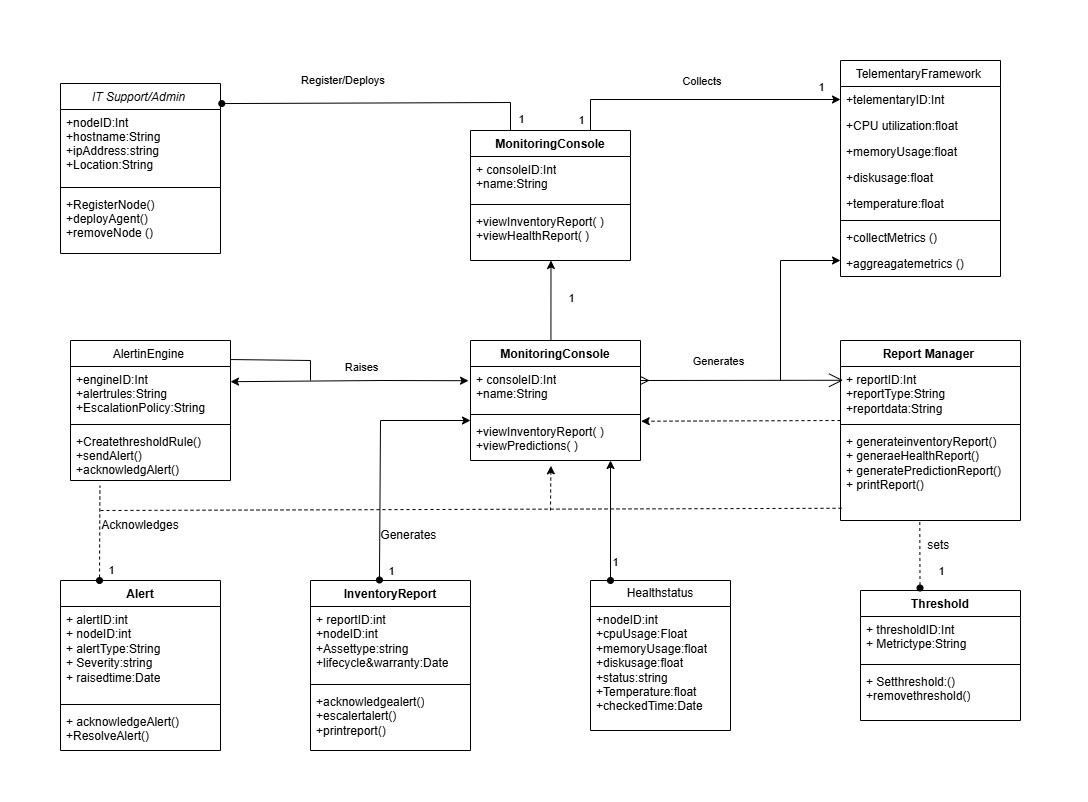 Register/Deploys
Collects
1
1
1
IT Support/Admin
+nodeID:Int
+hostname:String
+ipAddress:string
+Location:String
+RegisterNode()
+deployAgent()
+removeNode ()
MonitoringConsole
+ consoleID:Int
+name:String
+viewInventoryReport( )
+viewHealthReport( )
TelementaryFramework
+telementaryID:Int
+CPU utilization:float
+memoryUsage:float
+diskusage:float
+temperature:float
+collectMetrics ()
+aggreagatemetrics ()
1
AlertinEngine
+engineID:Int
+alertrules:String
+EscalationPolicy:String
+CreatethresholdRule()
+sendAlert()
+acknowledgAlert()
Raises
MonitoringConsole
+ consoleID:Int
+name:String
+viewInventoryReport( )
+viewPredictions( )
Generates
Report Manager
+ reportID:Int
+reportType:String
+reportdata:String
+ generateinventoryReport()
+ generaeHealthReport()
+ generatePredictionReport()
+ printReport()
Acknowledges
1
Generates
1
1
sets
1
Alert
+ alertID:int
+ nodeID:int
+ alertType:String
+ Severity:string
+ raisedtime:Date
+ acknowledgeAlert()
+ResolveAlert()
InventoryReport
+ reportID:int
+nodeID:int
+Assettype:string
+lifecycle&warranty:Date
+acknowledgealert()
+escalertalert()
+printreport()
Healthstatus
+nodeID:int
+cpuUsage:Float
+memoryUsage:float
+diskusage:float
+status:string
+Temperature:float
+checkedTime:Date
Threshold
+ thresholdID:Int
+ Metrictype:String
+ Setthreshold:()
+removethreshold()